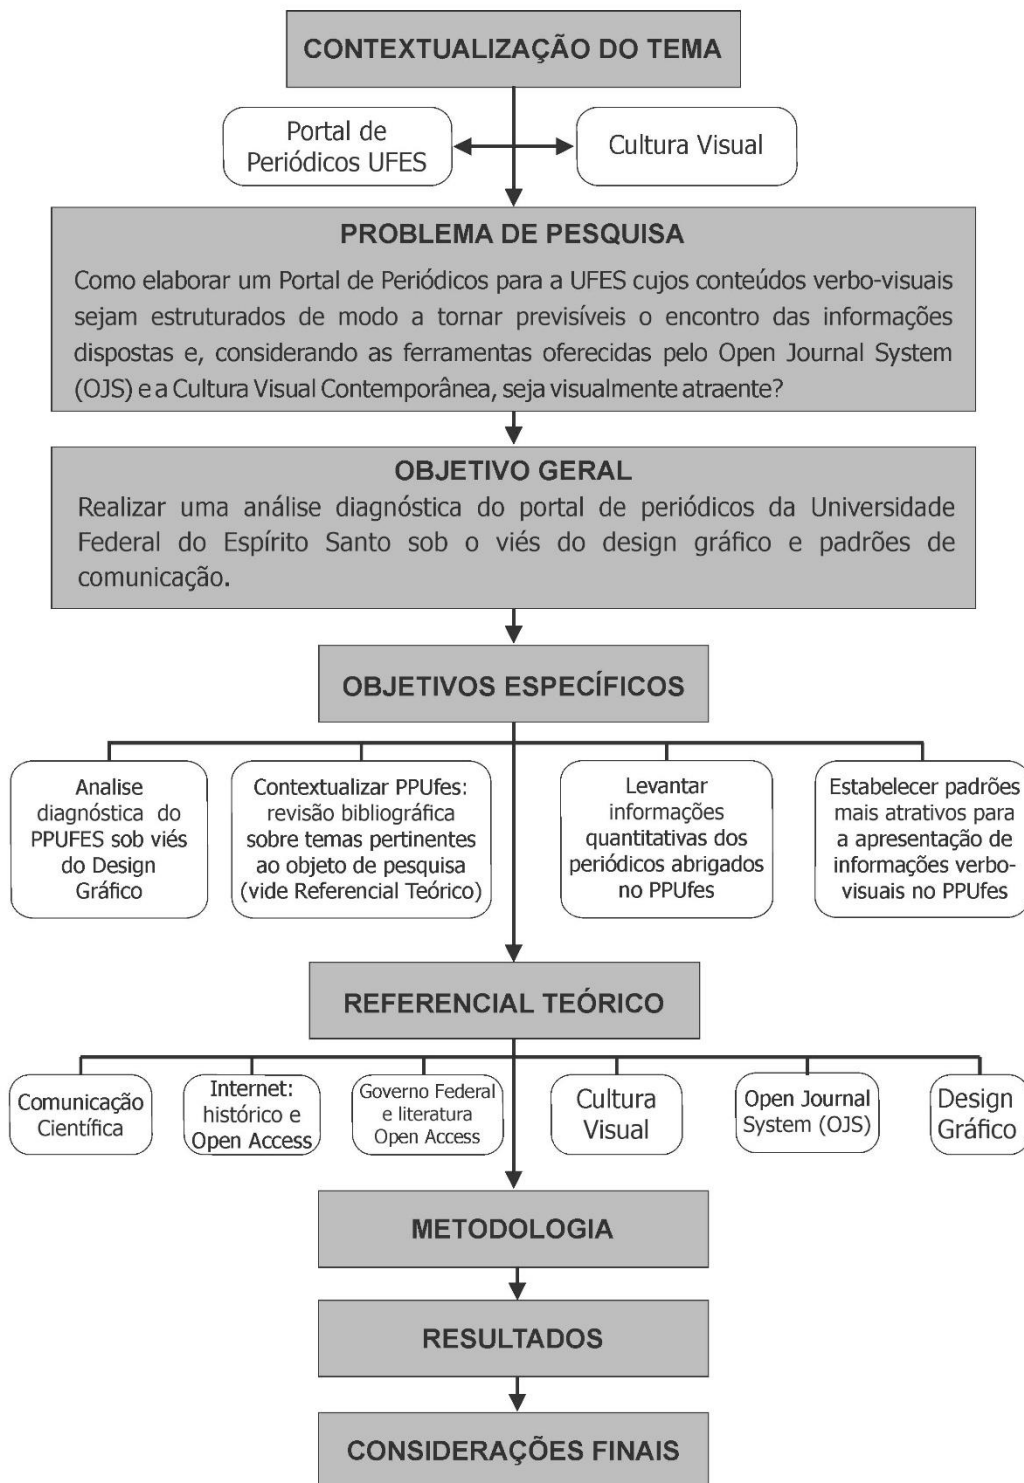 CONTEXTUALIZAÇÃO DO TEMA
Portal de
Periódicos UFES
Cultura Visual
PROBLEMA DE PESQUISA
Como elaborar um Portal de Periódicos para a UFES cujos conteúdos verbo-visuais
sejam estruturados de modo a tornar previsíveis o encontro das informações
dispostas e, considerando as ferramentas oferecidas pelo Open Journal System
(OJS) e a Cultura Visual Contemporânea, seja visualmente atraente?
OBJETIVO GERAL
Realizar uma análise diagnóstica do portal de periódicos da Universidade
Federal do Espírito Santo sob o viés do design gráfico e padrões de
comunicação.
OBJETIVOS ESPECÍFICOS
Analise
diagnóstica do
PPUFES sob viés
do Design
Gráfico
Contextualizar PPUfes:
revisão bibliográfica
sobre temas pertinentes
ao objeto de pesquisa
(vide Referencial Teórico)
Levantar
informações
quantitativas dos
periódicos abrigados
no PPUfes
Estabelecer padrões
mais atrativos para
a apresentação de
informações verbo-
visuais no PPUfes
REFERENCIAL TEÓRICO
Comunicação
Científica
Internet:
histórico e
Open Access
Governo Federal
e literatura
Open Access
Cultura
Visual
Open Journal
System (OJS)
Design
Gráfico
METODOLOGIA
RESULTADOS
CONSIDERAÇÕES FINAIS